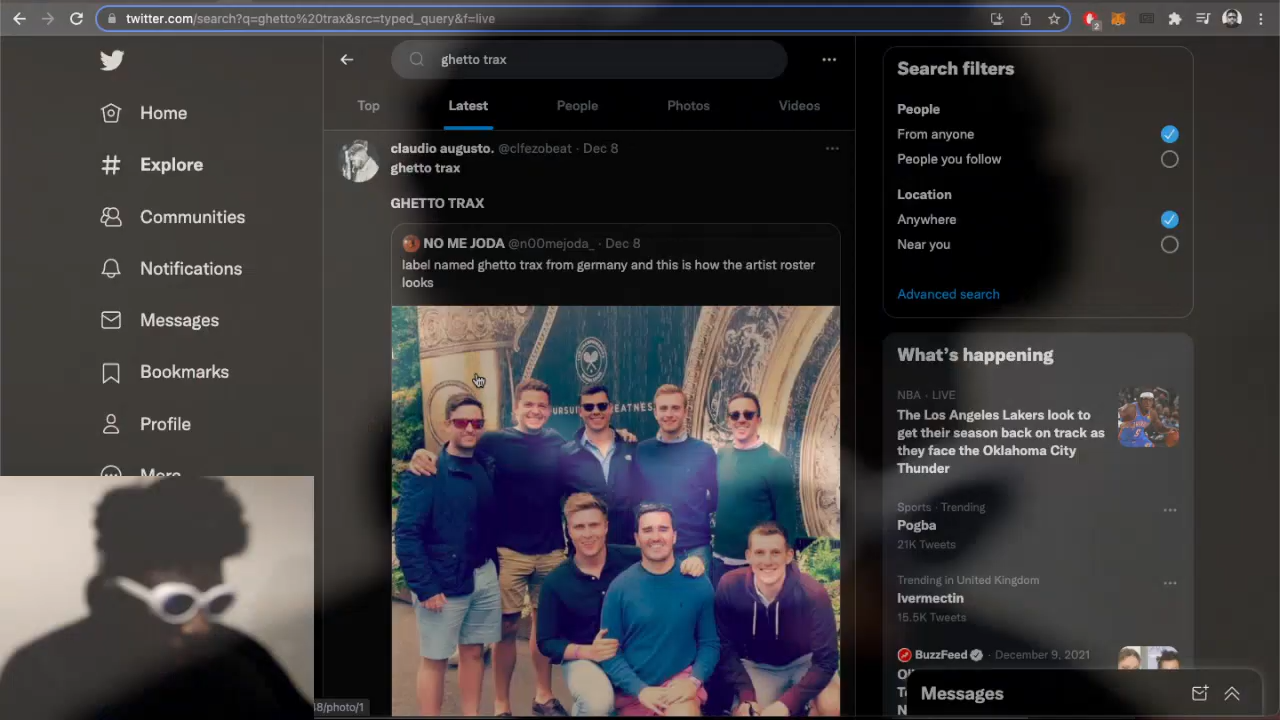 twitter.com/search?q=ghetto%20trax&src=typed_query&f=live
2
ghetto trax
Home
Explore
Communities
Notifications
Messages
Bookmarks
Profile
More
Top
Latest
People
Photos
Videos
claudio augusto. @clfezobeat · Dec 8
ghetto trax
GHETTO TRAX
NO ME JODA @n00mejoda_ · Dec 8
label named ghetto trax from germany and this is how the artist roster
looks
Search filters
People
From anyone
People you follow
Location
Anywhere
Near you
Advanced search
What's happening
NBA · LIVE
The Los Angeles Lakers look to
get their season back on track as
they face the Oklahoma City
Thunder
Sports · Trending
Pogba
21K Tweets
Trending in United Kingdom
Ivermectin
15.5K Tweets
BuzzFeed · December 9, 2021
Messages
48/photo/1